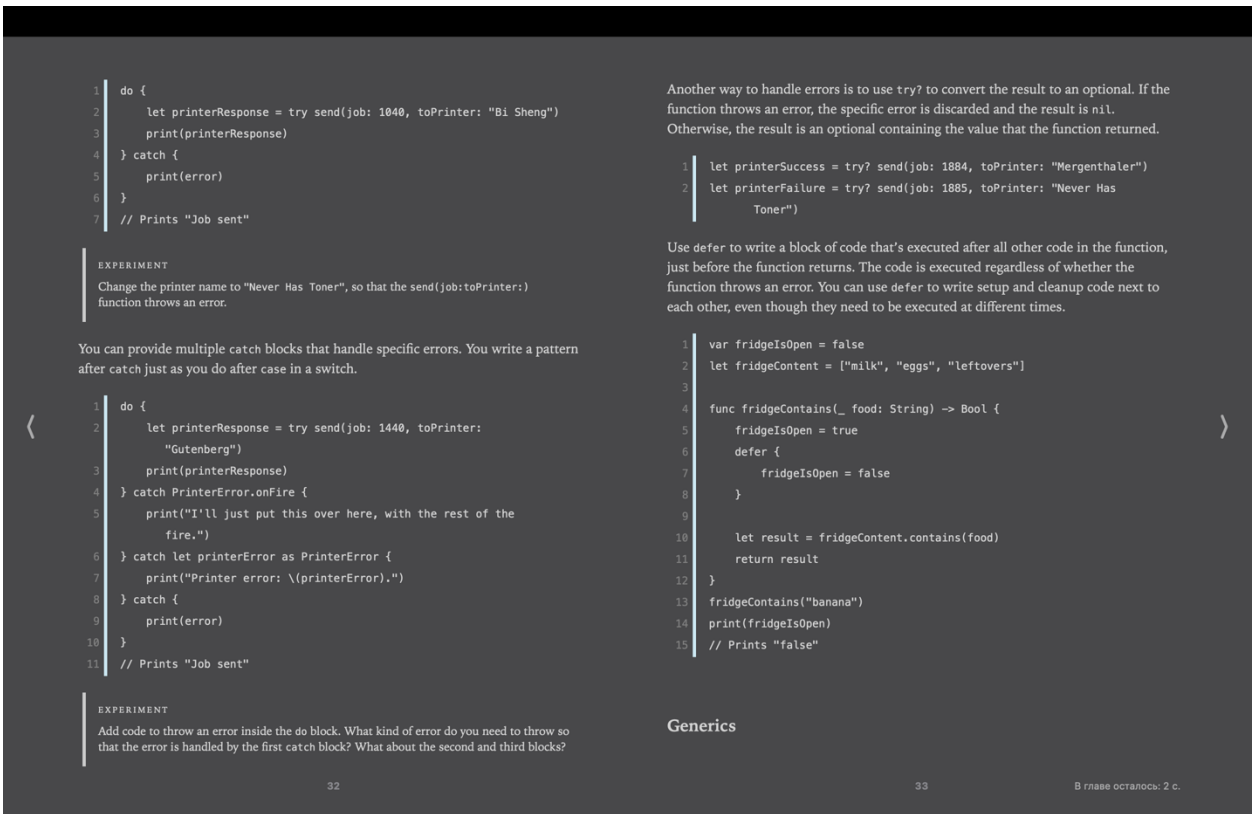 1 do {
2 let printerResponse = try send(job: 1040, toPrinter: "Bi Sheng")
3 print(printerResponse)
4 } catch {
5 print(error)
6 }
7 // Prints "Job sent"
EXPERIMENT
Change the printer name to "Never Has Toner", so that the send(job:toPrinter:)
function throws an error.
You can provide multiple catch blocks that handle specific errors. You write a pattern
after catch just as you do after case in a switch.
1 do {
2 let printerResponse = try send(job: 1440, toPrinter:
"Gutenberg")
3 print(printerResponse)
4 } catch PrinterError.onFire {
5 print("I'll just put this over here, with the rest of the
fire.")
6 } catch let printerError as PrinterError {
7 print("Printer error: \(printerError).")
8 } catch {
9 print(error)
10 }
11 // Prints "Job sent"
EXPERIMENT
Add code to throw an error inside the do block. What kind of error do you need to throw so
that the error is handled by the first catch block? What about the second and third blocks?
32
Another way to handle errors is to use try? to convert the result to an optional. If the
function throws an error, the specific error is discarded and the result is nil.
Otherwise, the result is an optional containing the value that the function returned.
1 let printerSuccess = try? send(job: 1884, toPrinter: "Mergenthaler")
2 let printerFailure = try? send(job: 1885, toPrinter: "Never Has
Toner")
Use defer to write a block of code that's executed after all other code in the function,
just before the function returns. The code is executed regardless of whether the
function throws an error. You can use defer to write setup and cleanup code next to
each other, even though they need to be executed at different times.
1 var fridgeIsOpen = false
2 let fridgeContent = ["milk", "eggs", "leftovers"]
3
4 func fridgeContains(_ food: String) -> Bool {
5 fridgeIsOpen = true
6 defer {
7 fridgeIsOpen = false
8 }
9
10 let result = fridgeContent.contains(food)
11 return result
12 }
13 fridgeContains("banana")
14 print(fridgeIsOpen)
15 // Prints "false"
Generics
33
В главе осталось: 2 с.